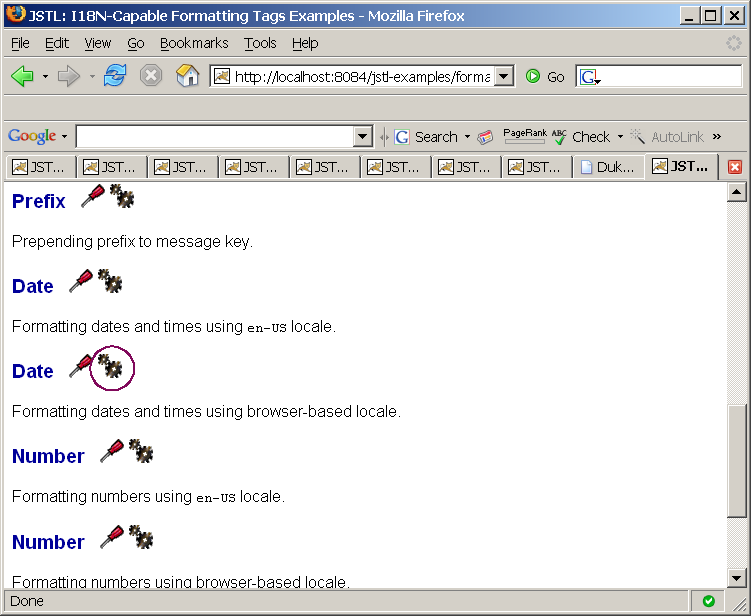 JSTL: I18N-Capable Formatting Tags Examples - Mozilla Firefox
File Edit View Go Bookmarks Tools Help
http://localhost:8084/jstl-examples/forma Go G
Google G Search PageRank ABC Check AutoLink »
JST... JST... JST... JST... JST... JST... JST... JST... Duk... JST...
Prefix
Prepending prefix to message key.
Date
Formatting dates and times using en-US locale.
Date
Formatting dates and times using browser-based locale.
Number
Formatting numbers using en-US locale.
Number
Formatting numbers using browser-based locale.
Done